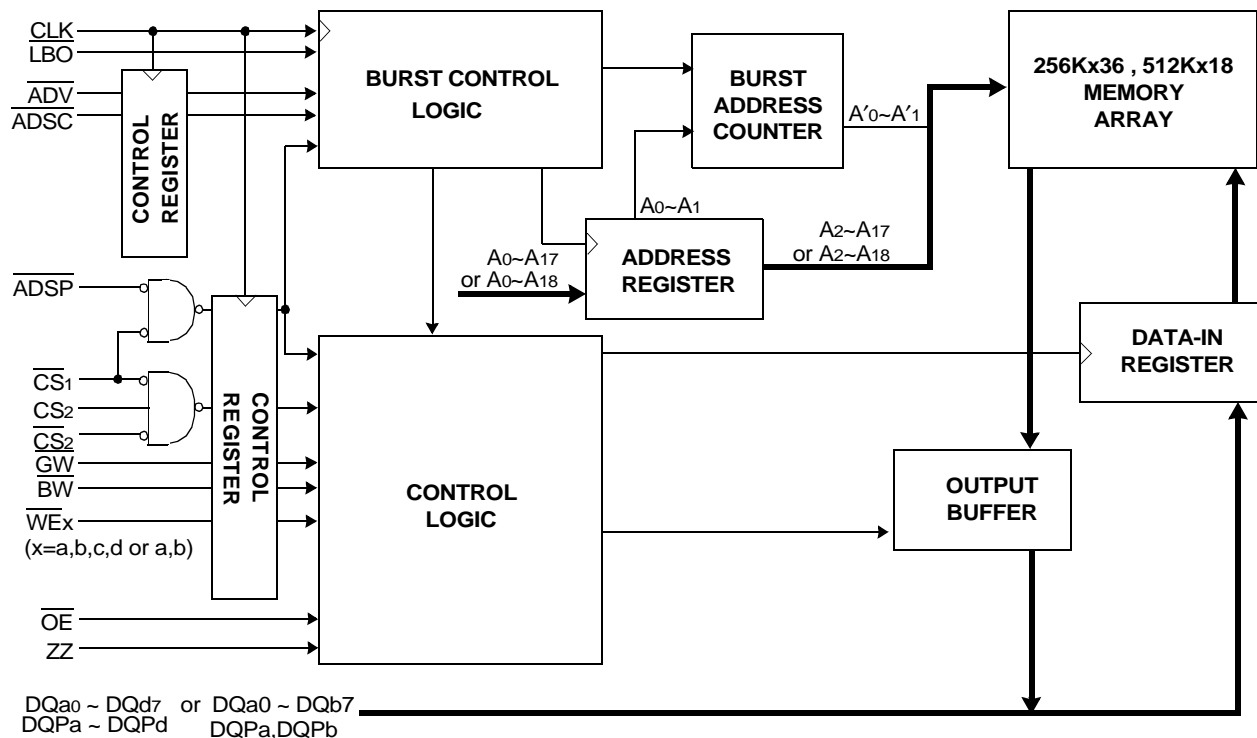 CLK
LBO
ADV
ADSC
CONTROL
REGISTER
BURST CONTROL
LOGIC
BURST
ADDRESS
COUNTER
A′0~A′1
256Kx36 , 512Kx18
MEMORY
ARRAY
A0~A1
A0~A17
or A0~A18
ADDRESS
REGISTER
A2~A17
or A2~A18
ADSP
CS1
CS2
CS2
GW
BW
WEx
(x=a,b,c,d or a,b)
OE
ZZ
CONTROL
REGISTER
CONTROL
LOGIC
DATA-IN
REGISTER
OUTPUT
BUFFER
DQa0 ~ DQd7 or DQa0 ~ DQb7
DQPa ~ DQPd DQPa,DQPb